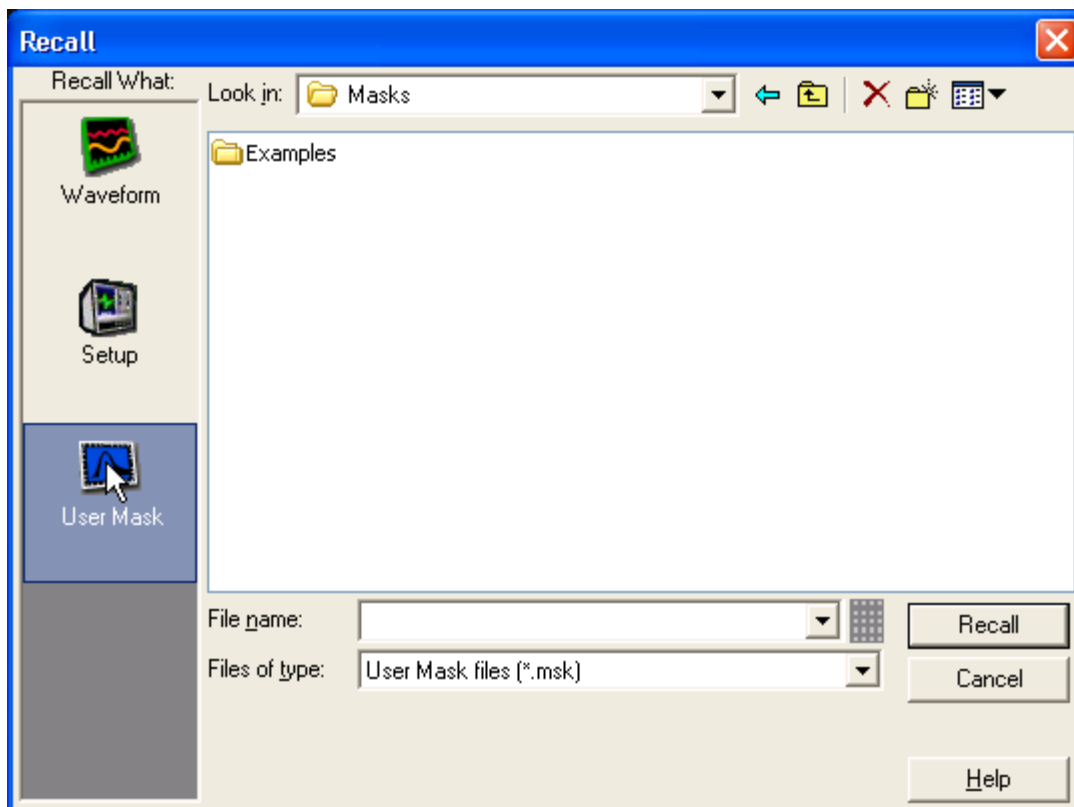 Recall
Recall What:
Waveform
Setup
User Mask
Look in: Masks
Examples
File name:
Files of type: User Mask files (*.msk)
Recall
Cancel
Help